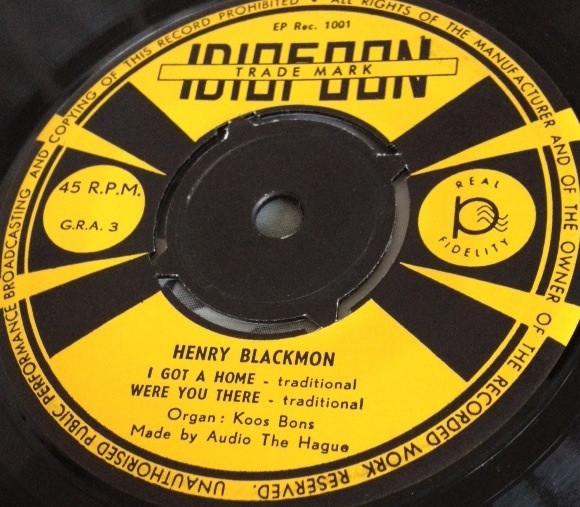 EP Rec. 1001
IDIOFOON
TRADE MARK
45 R.P.M.
G.R.A. 3
REAL
FIDELITY
HENRY BLACKMON
I GOT A HOME - traditional
WERE YOU THERE - traditional
Organ : Koos Bons
Made by Audio The Hague
ALL RIGHTS OF THE MANUFACTURER AND OF THE OWNER OF THE RECORDED WORK RESERVED. UNAUTHORISED PUBLIC PERFORMANCE BROADCASTING AND COPYING OF THIS RECORD PROHIBITED •